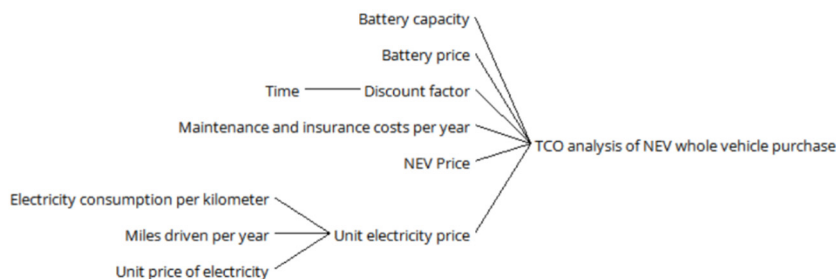 Battery capacity
Battery price
Time
Discount factor
Maintenance and insurance costs per year
TCO analysis of NEV whole vehicle purchase
NEV Price
Electricity consumption per kilometer
Miles driven per year
Unit electricity price
Unit price of electricity